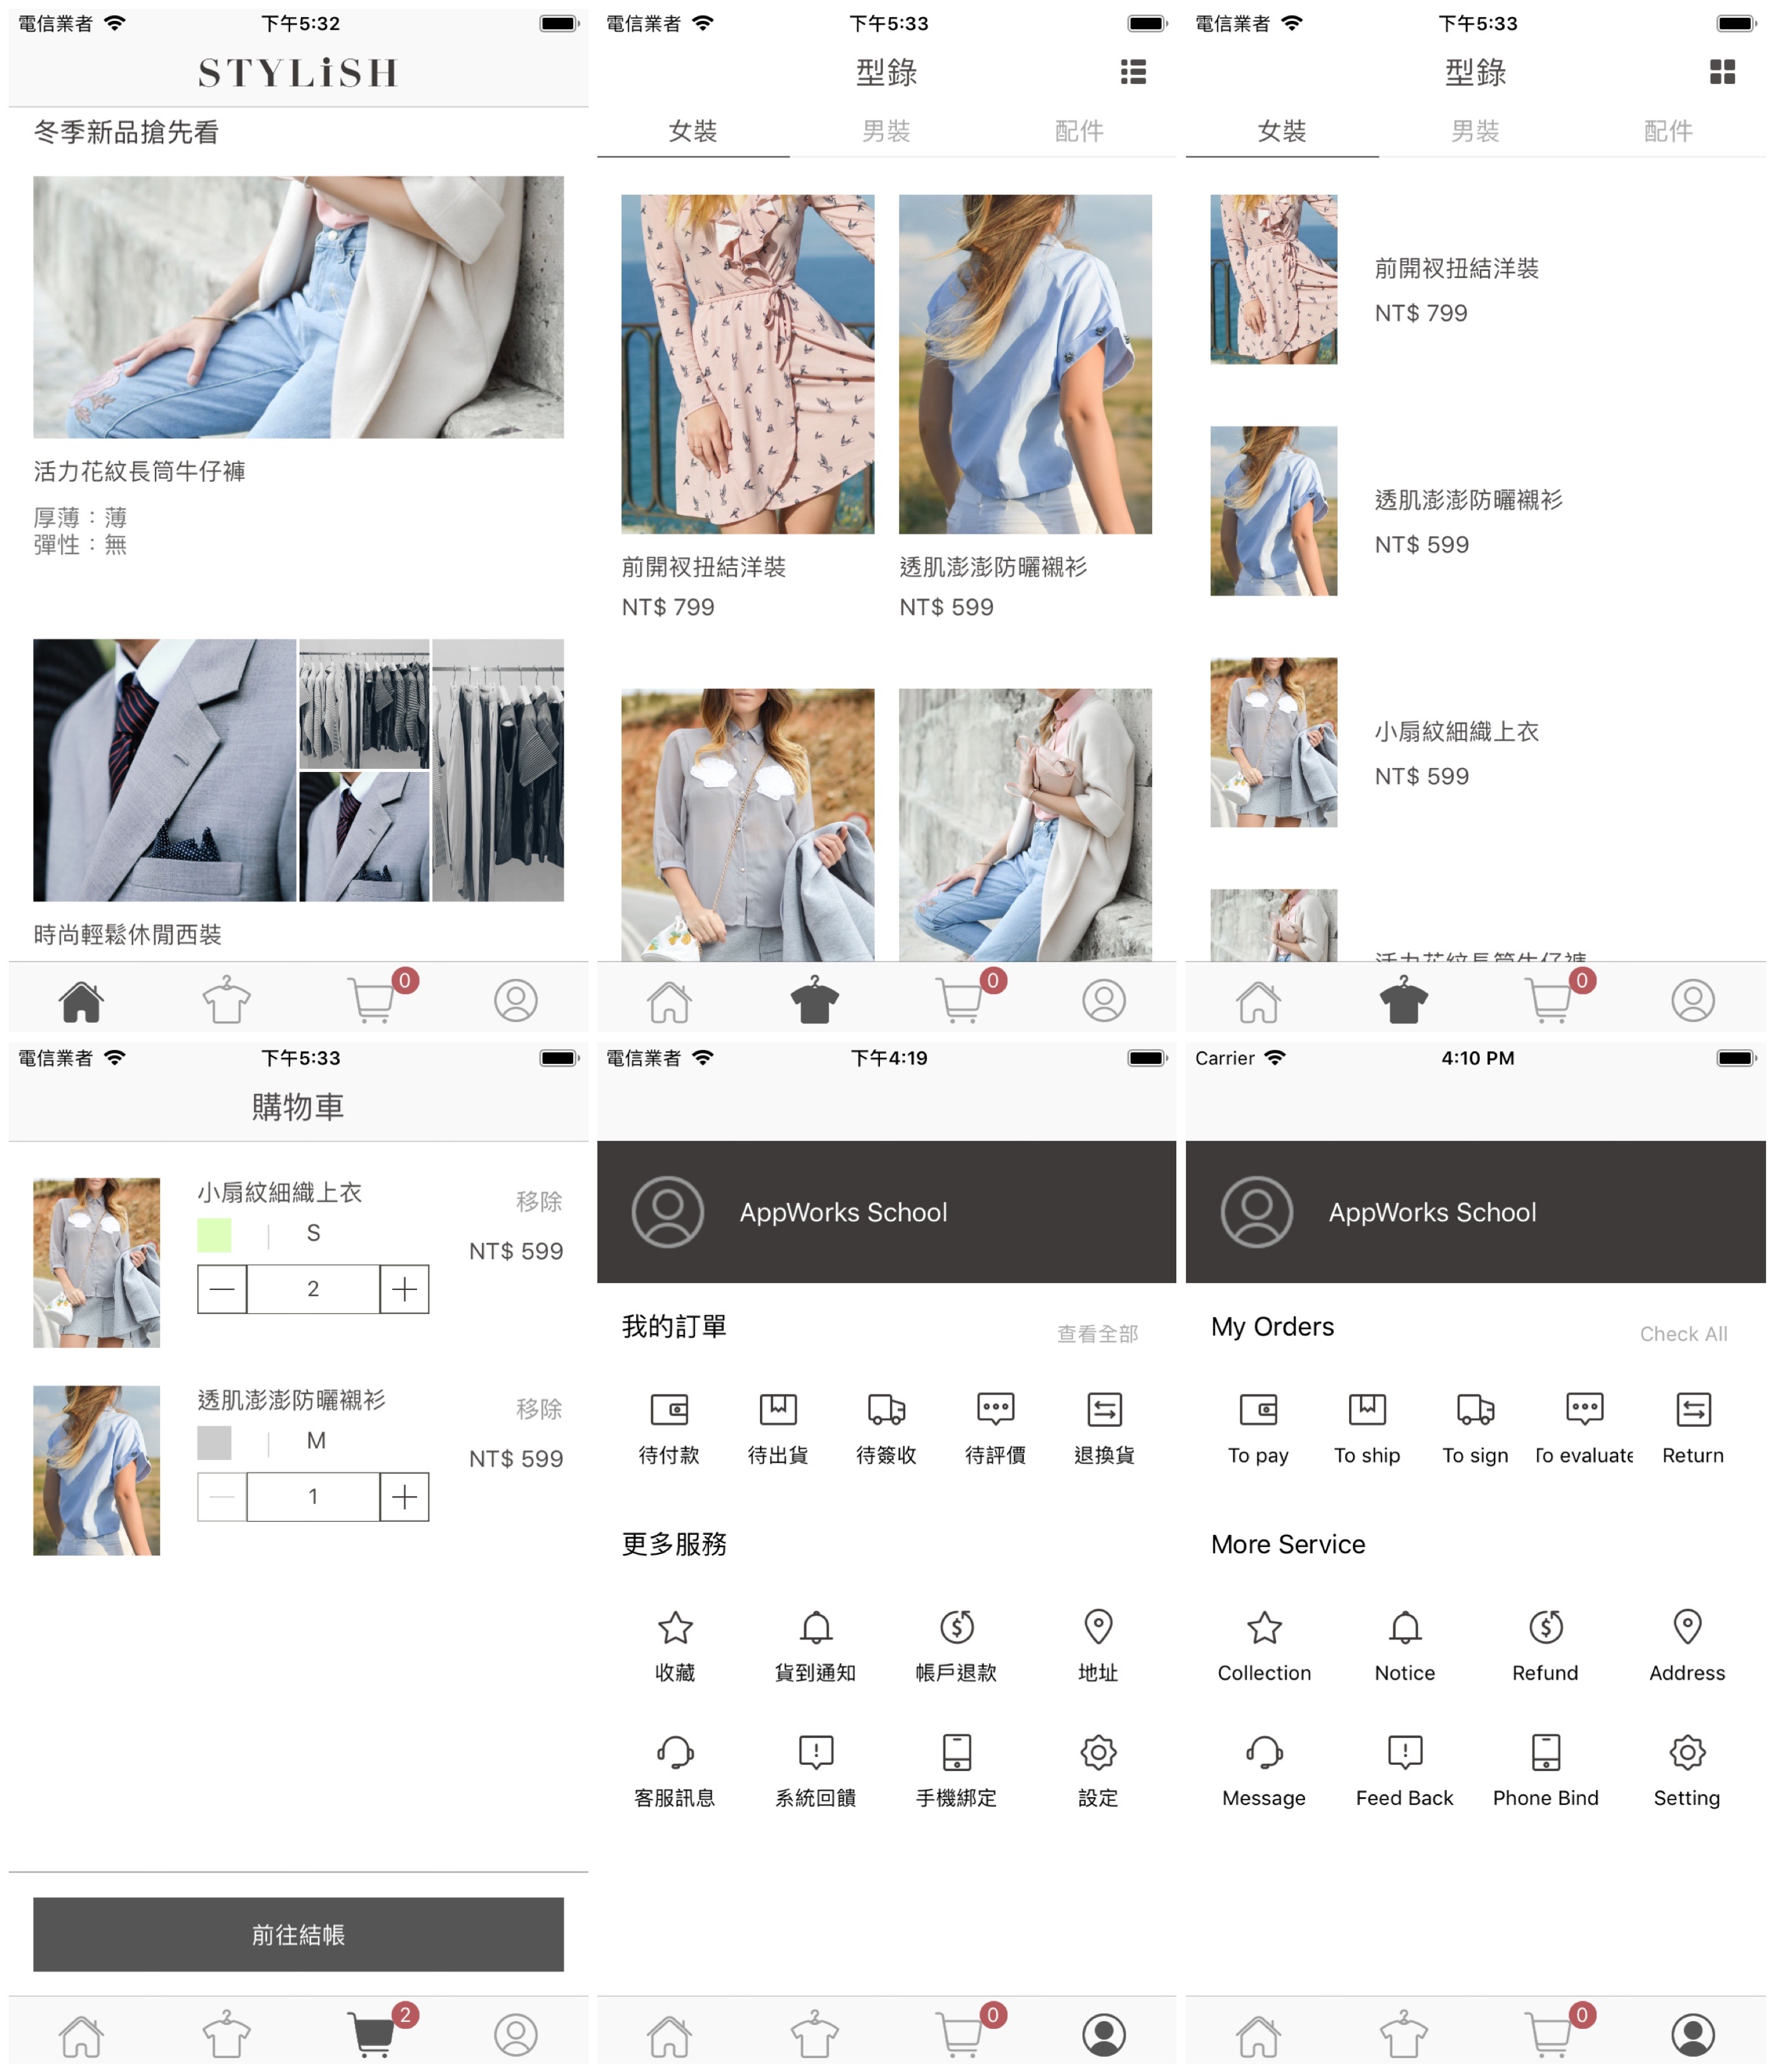 電信業者 下午5:32
STYLiSH
冬季新品搶先看
活力花紋長筒牛仔褲
厚薄：薄
彈性：無
時尚輕鬆休閒西裝
0
電信業者 下午5:33
型錄
女裝 男裝 配件
前開衩扭結洋裝 透肌澎澎防曬襯衫
NT$ 799 NT$ 599
0
電信業者 下午5:33
型錄
女裝 男裝 配件
前開衩扭結洋裝
NT$ 799
透肌澎澎防曬襯衫
NT$ 599
小扇紋細織上衣
NT$ 599
活力花紋長筒牛仔褲
0
電信業者 下午5:33
購物車
小扇紋細織上衣 移除
S NT$ 599
2
透肌澎澎防曬襯衫 移除
M NT$ 599
1
前往結帳
2
電信業者 下午4:19
AppWorks School
我的訂單 查看全部
待付款 待出貨 待簽收 待評價 退換貨
更多服務
收藏 貨到通知 帳戶退款 地址
客服訊息 系統回饋 手機綁定 設定
0
Carrier 4:10 PM
AppWorks School
My Orders Check All
To pay To ship To sign To evaluate Return
More Service
Collection Notice Refund Address
Message Feed Back Phone Bind Setting
0